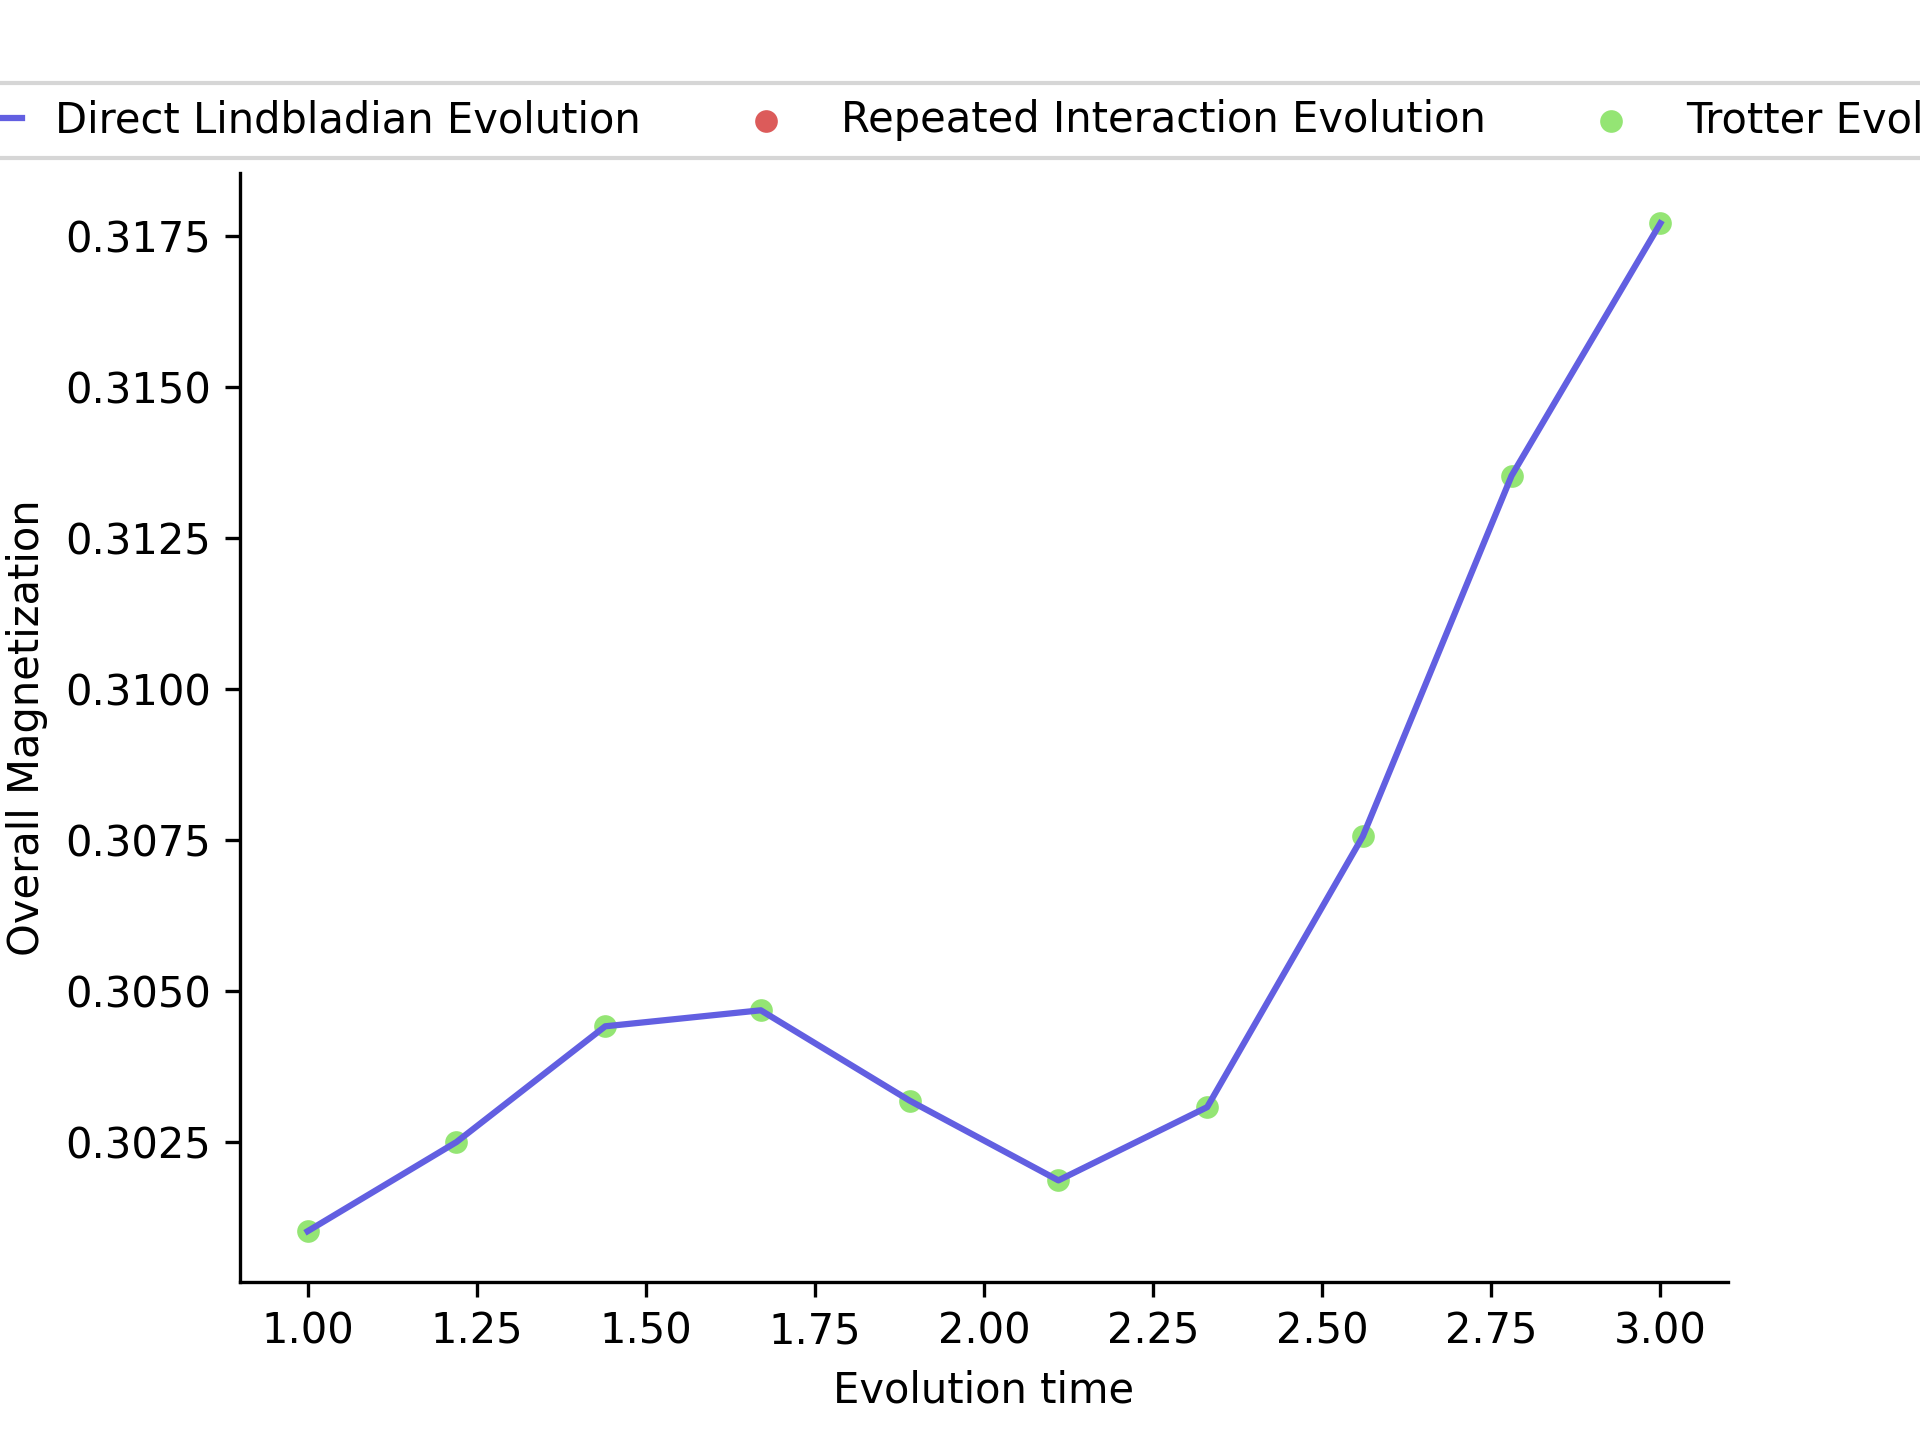 Direct Lindbladian Evolution Repeated Interaction Evolution Trotter Evol
0.3175
0.3150
0.3125
0.3100
0.3075
0.3050
0.3025
Overall Magnetization
1.00 1.25 1.50 1.75 2.00 2.25 2.50 2.75 3.00
Evolution time